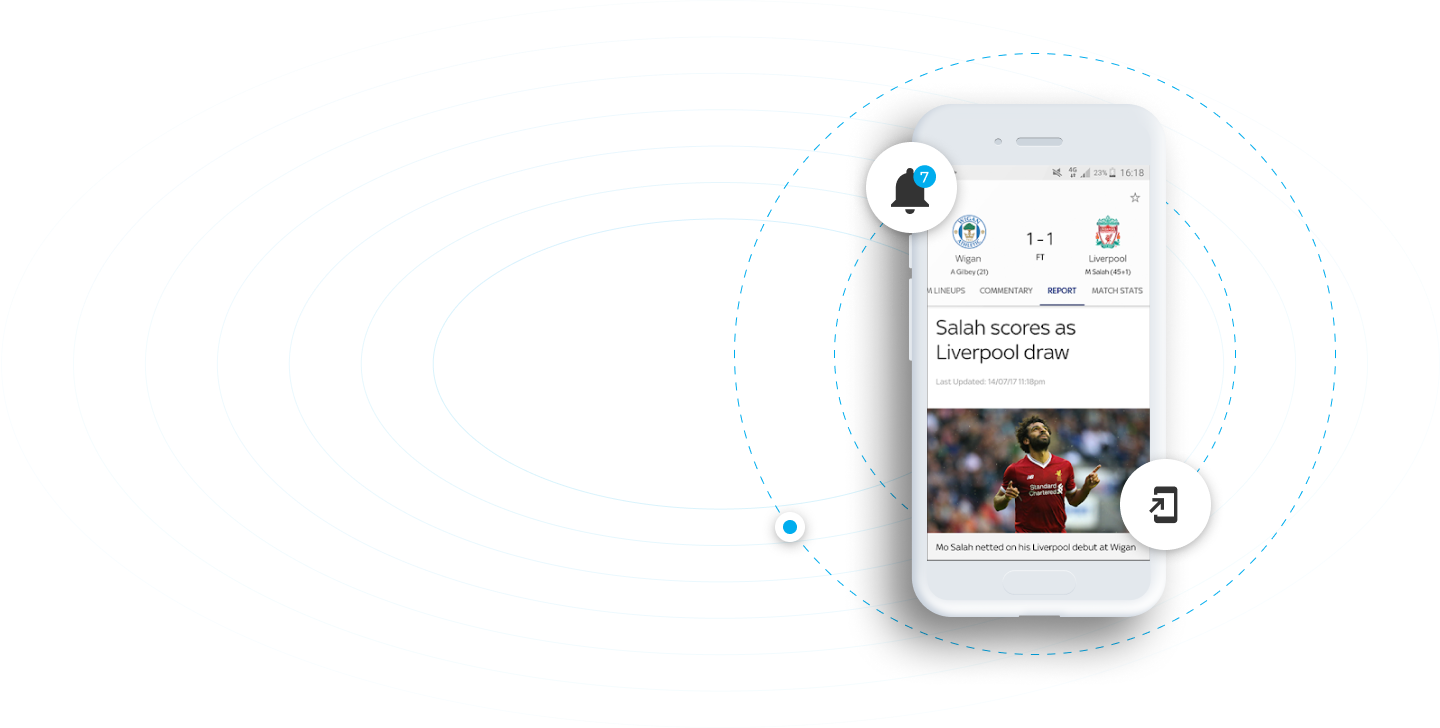 7
4G 23% 16:18
WIGAN
ATHLETIC
1 - 1
FT
Wigan
Liverpool
A Gilbey (21)
M Salah (45+1)
M LINEUPS COMMENTARY REPORT MATCH STATS
Salah scores as
Liverpool draw
Last Updated: 14/07/17 11:18pm
Standard
Chartered
Mo Salah netted on his Liverpool debut at Wigan